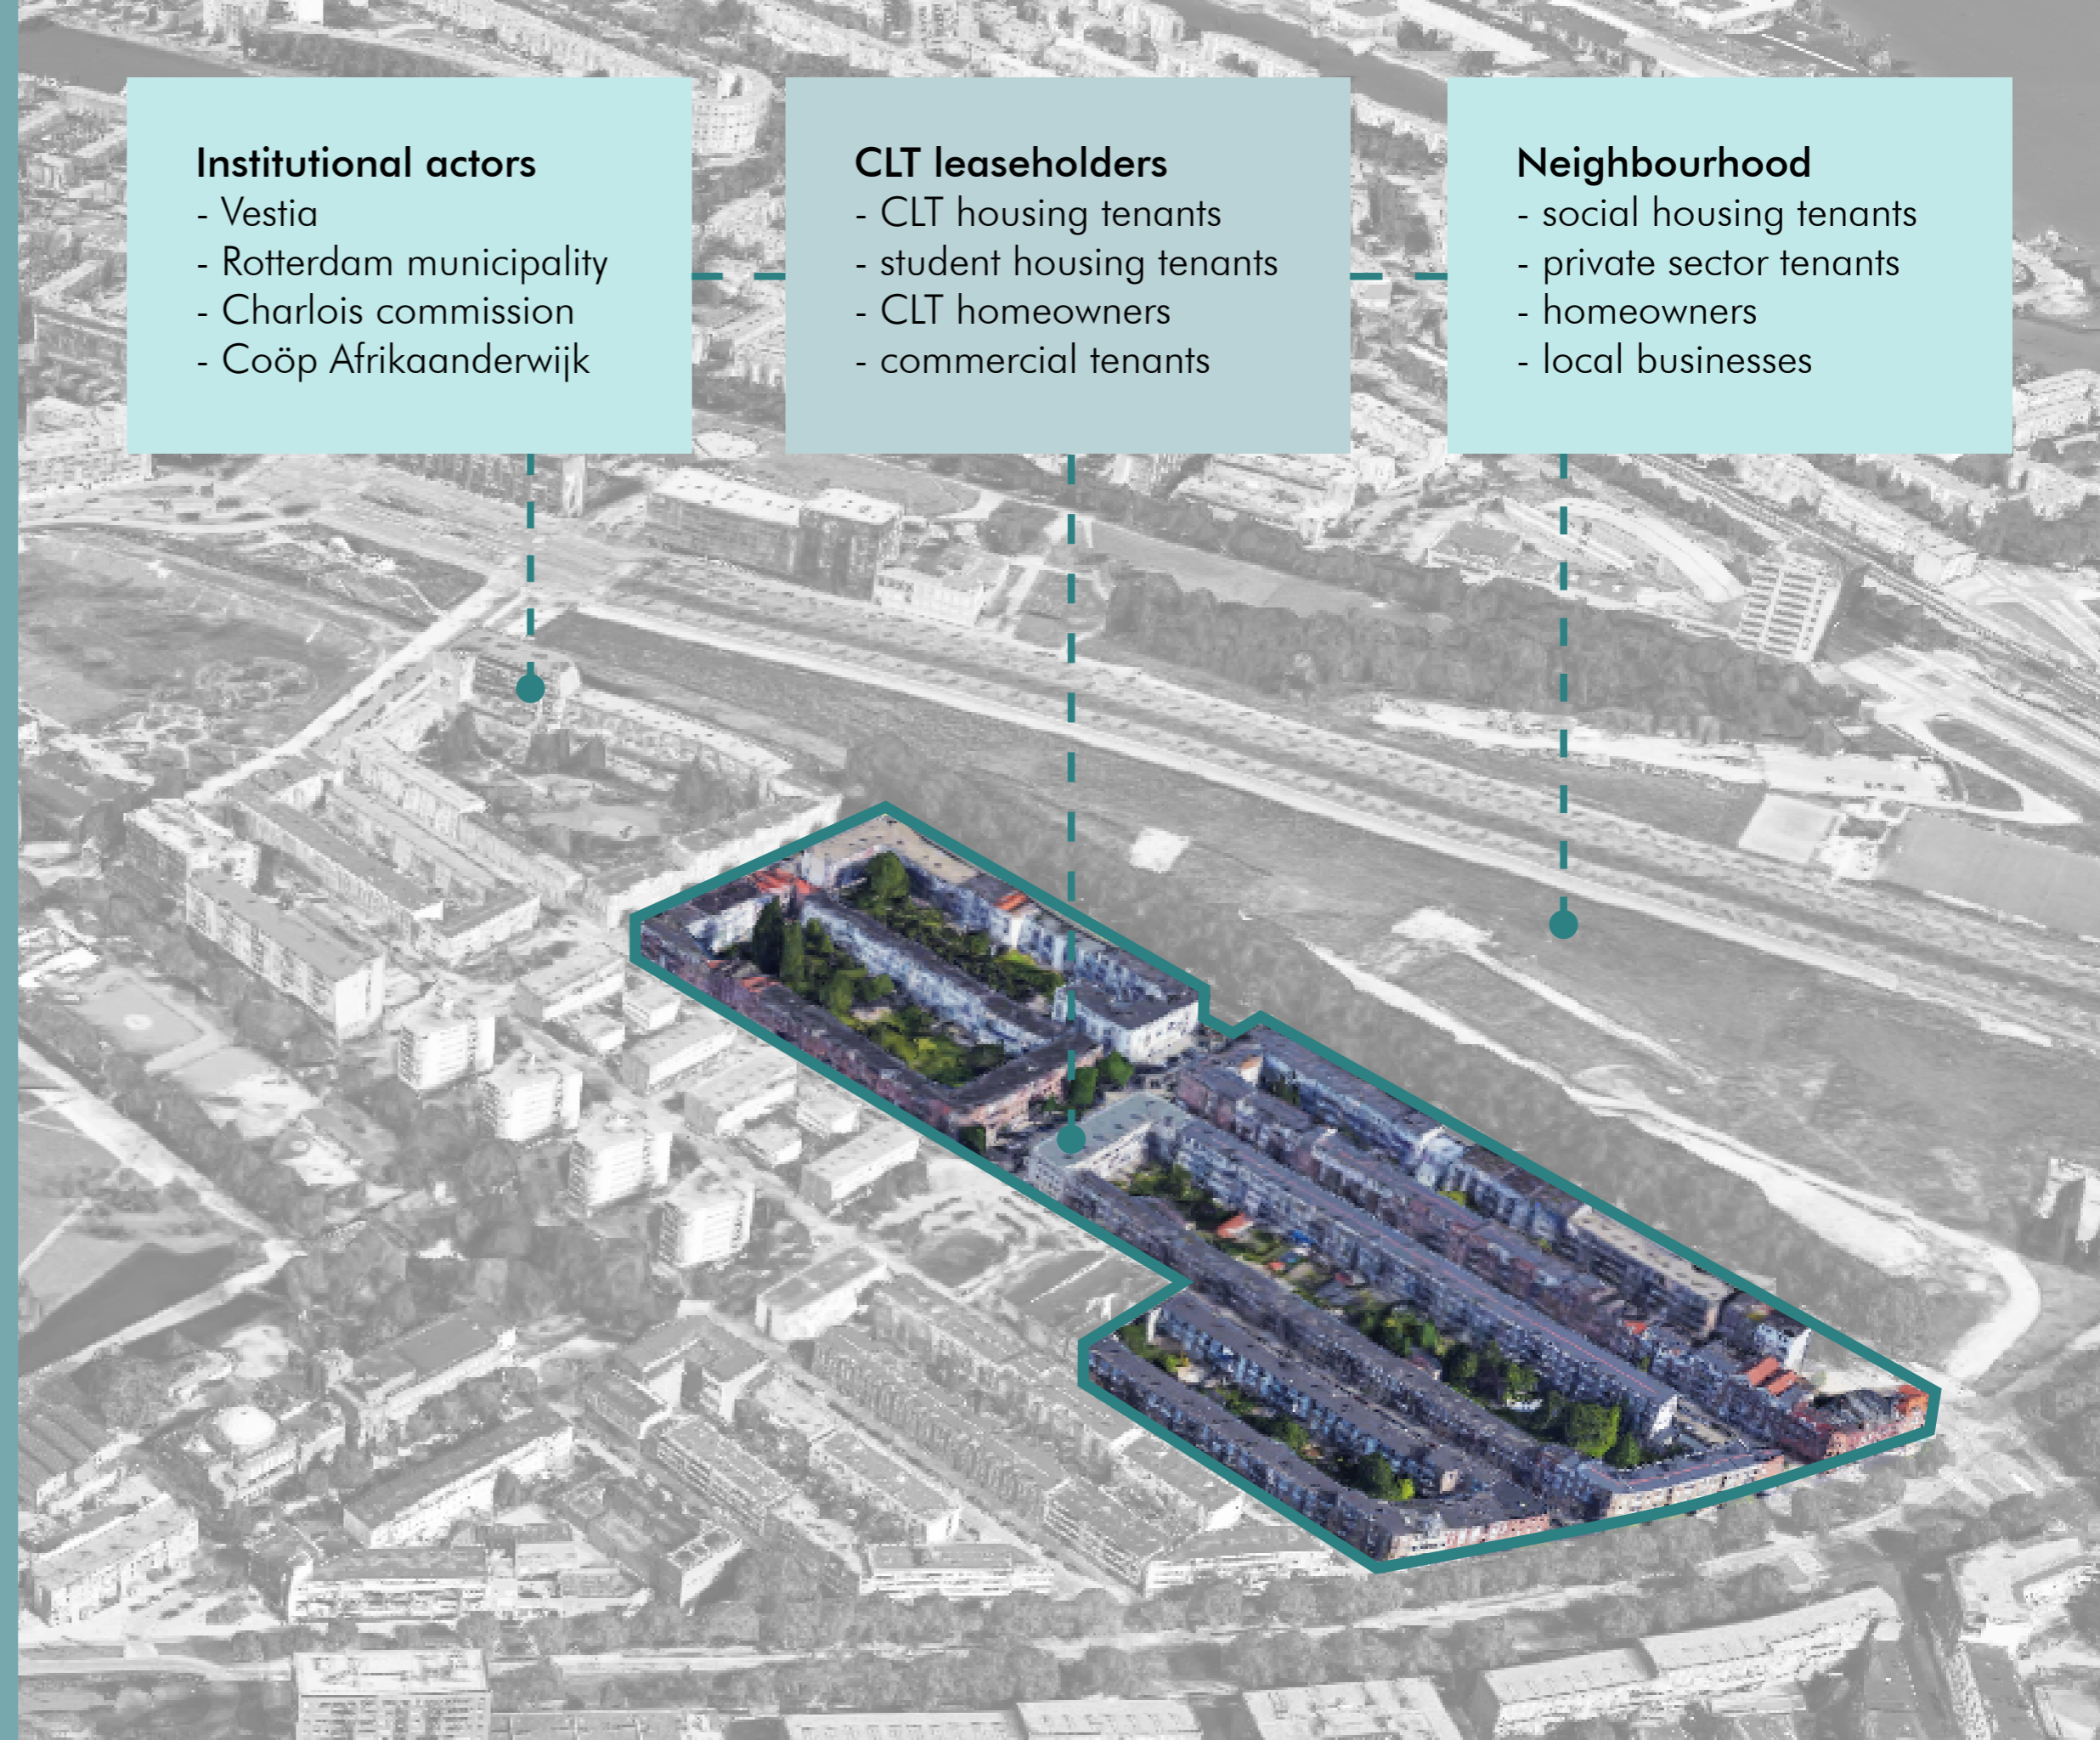 Institutional actors
- Vestia
- Rotterdam municipality
- Charlois commission
- Coöp Afrikaanderwijk
CLT leaseholders
- CLT housing tenants
- student housing tenants
- CLT homeowners
- commercial tenants
Neighbourhood
- social housing tenants
- private sector tenants
- homeowners
- local businesses